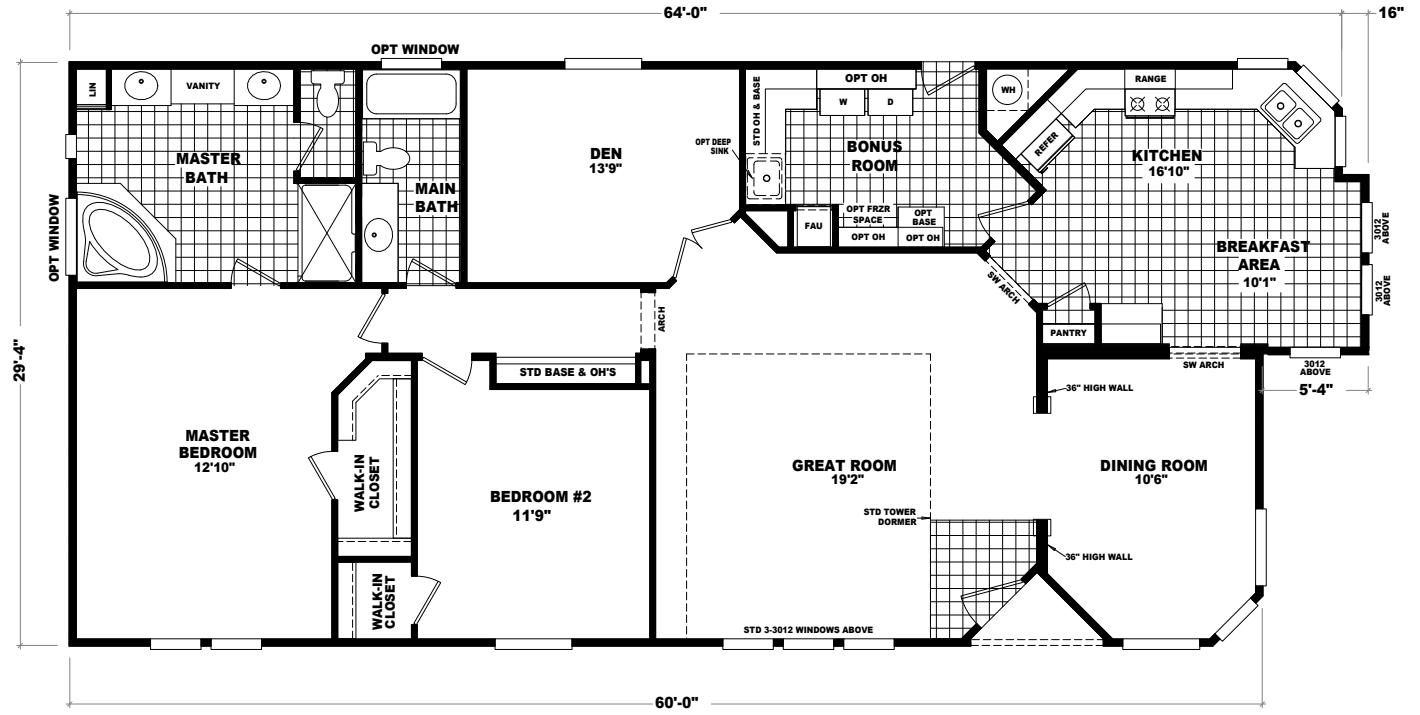 64'-0"
16"
OPT WINDOW
LIN
VANITY
MASTER
BATH
MAIN
BATH
OPT WINDOW
DEN
13'9"
STD OH & BASE
OPT OH
W
D
OPT DEEP
SINK
BONUS
ROOM
WH
RANGE
REFER
KITCHEN
16'10"
FAU
OPT FRZR
SPACE
OPT OH
OPT
BASE
OPT OH
BREAKFAST
AREA
10'1"
3012
ABOVE
3012
ABOVE
SW ARCH
PANTRY
ARCH
SW ARCH
3012
ABOVE
5'-4"
29'-4"
STD BASE & OH'S
36" HIGH WALL
MASTER
BEDROOM
12'10"
WALK-IN
CLOSET
BEDROOM #2
11'9"
GREAT ROOM
19'2"
DINING ROOM
10'6"
STD TOWER
DORMER
36" HIGH WALL
WALK-IN
CLOSET
STD 3-3012 WINDOWS ABOVE
60'-0"